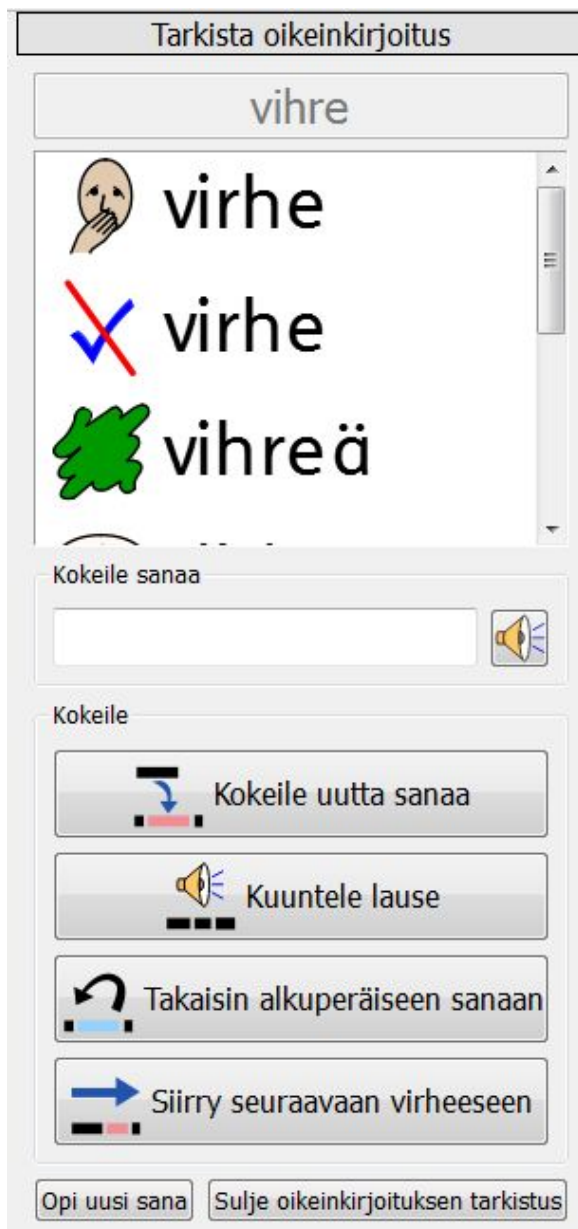 Tarkista oikeinkirjoitus
vihre
virhe
virhe
vihreä
Kokeile sanaa
Kokeile
Kokeile uutta sanaa
Kuuntele lause
Takaisin alkuperäiseen sanaan
Siirry seuraavaan virheeseen
Opi uusi sana Sulje oikeinkirjoituksen tarkistus